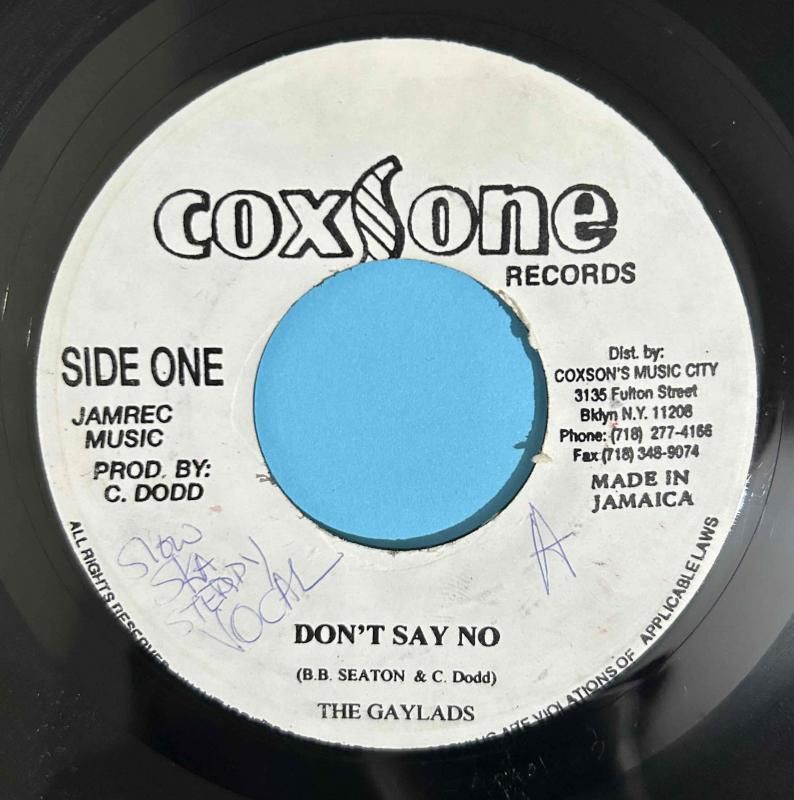 coxsone
RECORDS
SIDE ONE
JAMREC
MUSIC
PROD. BY:
C. DODD
Dist. by:
COXSON'S MUSIC CITY
3135 Fulton Street
Bklyn N.Y. 11208
Phone: (718) 277-4166
Fax (718) 348-9074
MADE IN
JAMAICA
Slow
SKA
STEADY
VOCAL
A
DON'T SAY NO
(B.B. SEATON & C. Dodd)
THE GAYLADS
ALL RIGHTS RESERVED
VIOLATIONS OF APPLICABLE LAWS